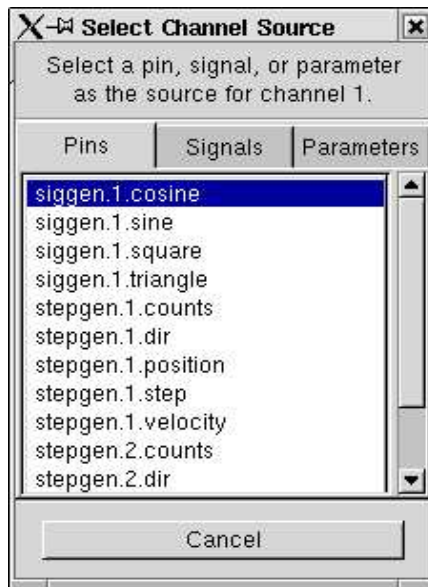 Select Channel Source
Select a pin, signal, or parameter
as the source for channel 1.
Pins Signals Parameters
siggen.1.cosine
siggen.1.sine
siggen.1.square
siggen.1.triangle
stepgen.1.counts
stepgen.1.dir
stepgen.1.position
stepgen.1.step
stepgen.1.velocity
stepgen.2.counts
stepgen.2.dir
Cancel